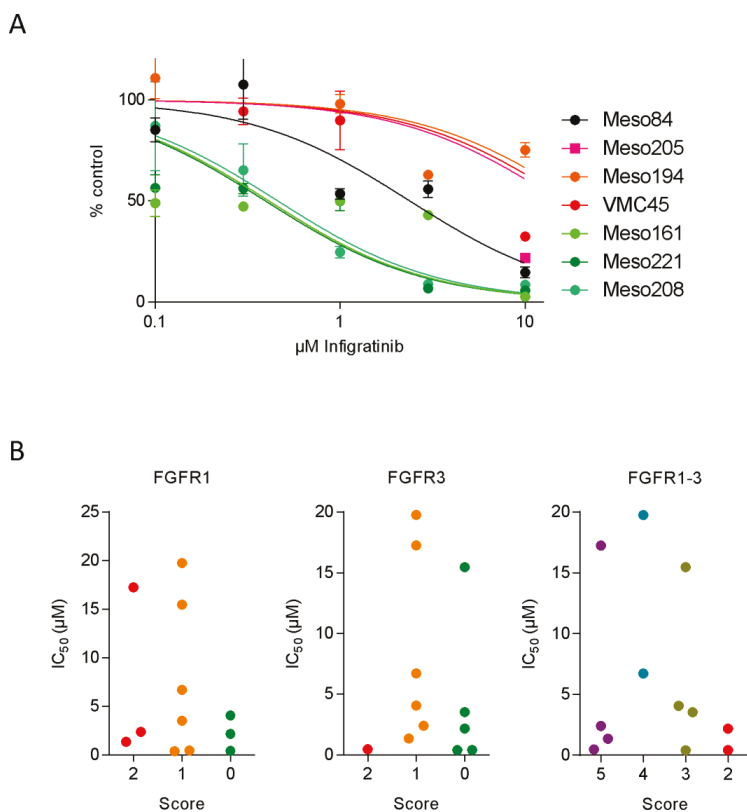 A
100
50
0
% control
0.1
1
10
µM Infigratinib
Meso84
Meso205
Meso194
VMC45
Meso161
Meso221
Meso208
B
FGFR1
25
20
15
10
5
0
IC50 (µM)
2
1
0
Score
FGFR3
20
15
10
5
0
IC50 (µM)
2
1
0
Score
FGFR1-3
20
15
10
5
0
IC50 (µM)
5
4
3
2
Score